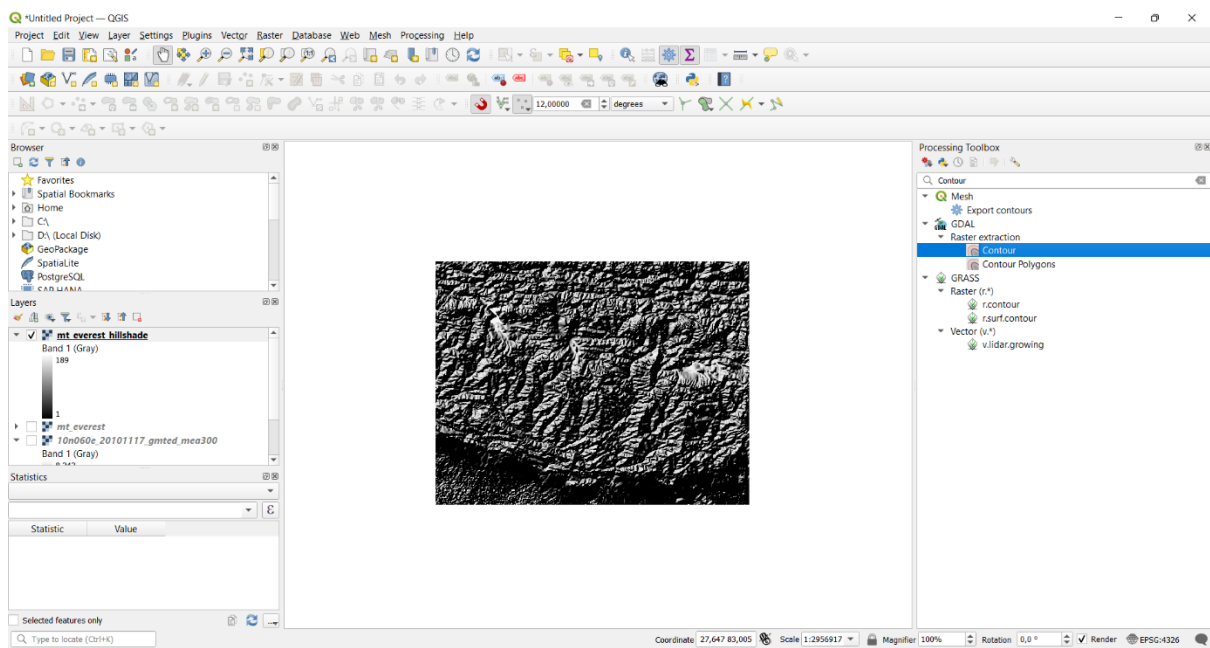 *Untitled Project — QGIS
Project Edit View Layer Settings Plugins Vector Raster Database Web Mesh Processing Help
12,00000 degrees
Browser
Favorites
Spatial Bookmarks
Home
C:\
D:\ (Local Disk)
GeoPackage
SpatiaLite
PostgreSQL
SAP HANA
Layers
mt_everest_hillshade
Band 1 (Gray)
189
1
mt_everest
10n060e_20101117_gmted_mea300
Band 1 (Gray)
Statistics
Statistic Value
Selected features only
Processing Toolbox
Contour
Mesh
Export contours
GDAL
Raster extraction
Contour
Contour Polygons
GRASS
Raster (r.*)
r.contour
r.surf.contour
Vector (v.*)
v.lidar.growing
Type to locate (Ctrl+K)
Coordinate 27,647 83,005 Scale 1:2956917 Magnifier 100% Rotation 0,0 ° Render EPSG:4326